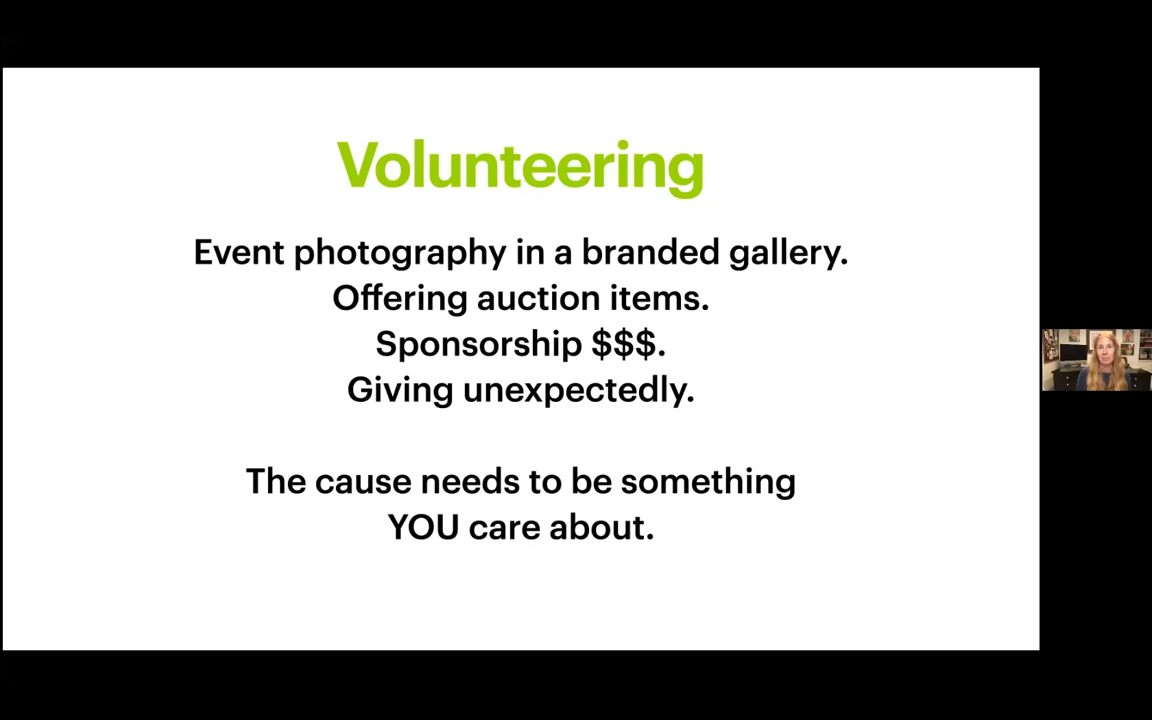 Volunteering
Event photography in a branded gallery.
Offering auction items.
Sponsorship $$$.
Giving unexpectedly.
The cause needs to be something
YOU care about.